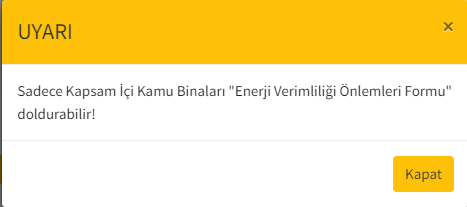 UYARI
×
Sadece Kapsam İçi Kamu Binaları "Enerji Verimliliği Önlemleri Formu"
doldurabilir!
Kapat